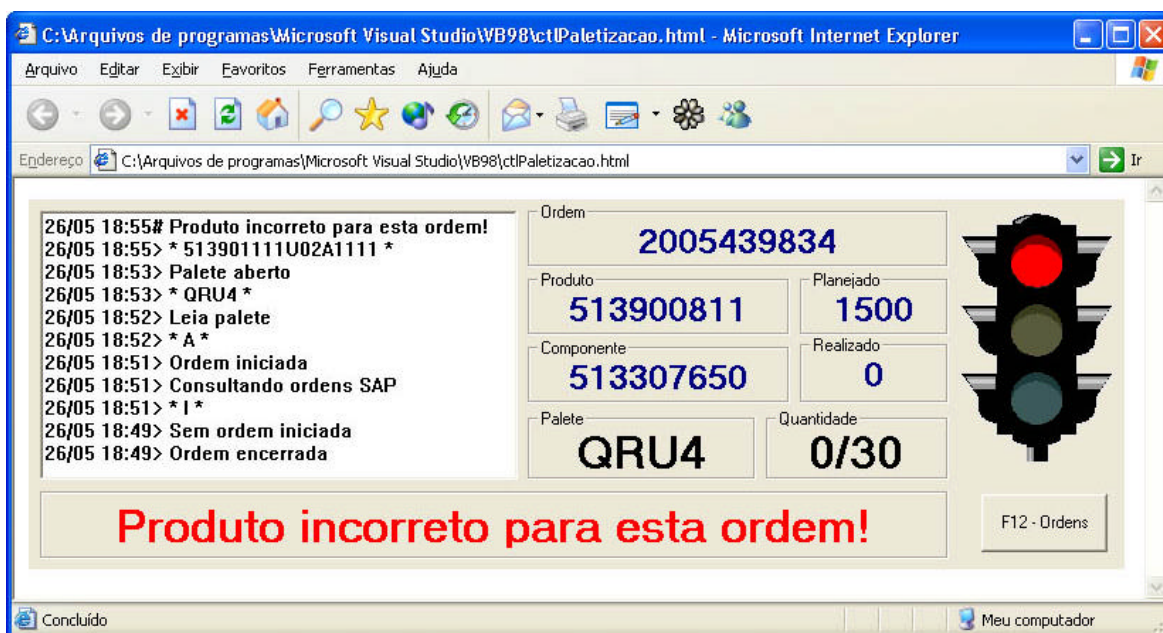 C:\Arquivos de programas\Microsoft Visual Studio\VB98\ctlPaletizacao.html - Microsoft Internet Explorer
Arquivo Editar Exibir Favoritos Ferramentas Ajuda
Endereço C:\Arquivos de programas\Microsoft Visual Studio\VB98\ctlPaletizacao.html Ir
26/05 18:55# Produto incorreto para esta ordem!
26/05 18:55> * 513901111U02A1111 *
26/05 18:53> Palete aberto
26/05 18:53> * QRU4 *
26/05 18:52> Leia palete
26/05 18:52> * A *
26/05 18:51> Ordem iniciada
26/05 18:51> Consultando ordens SAP
26/05 18:51> * I *
26/05 18:49> Sem ordem iniciada
26/05 18:49> Ordem encerrada
Ordem
2005439834
Produto
513900811
Planejado
1500
Componente
513307650
Realizado
0
Palete
QRU4
Quantidade
0/30
Produto incorreto para esta ordem!
F12 - Ordens
Concluído
Meu computador